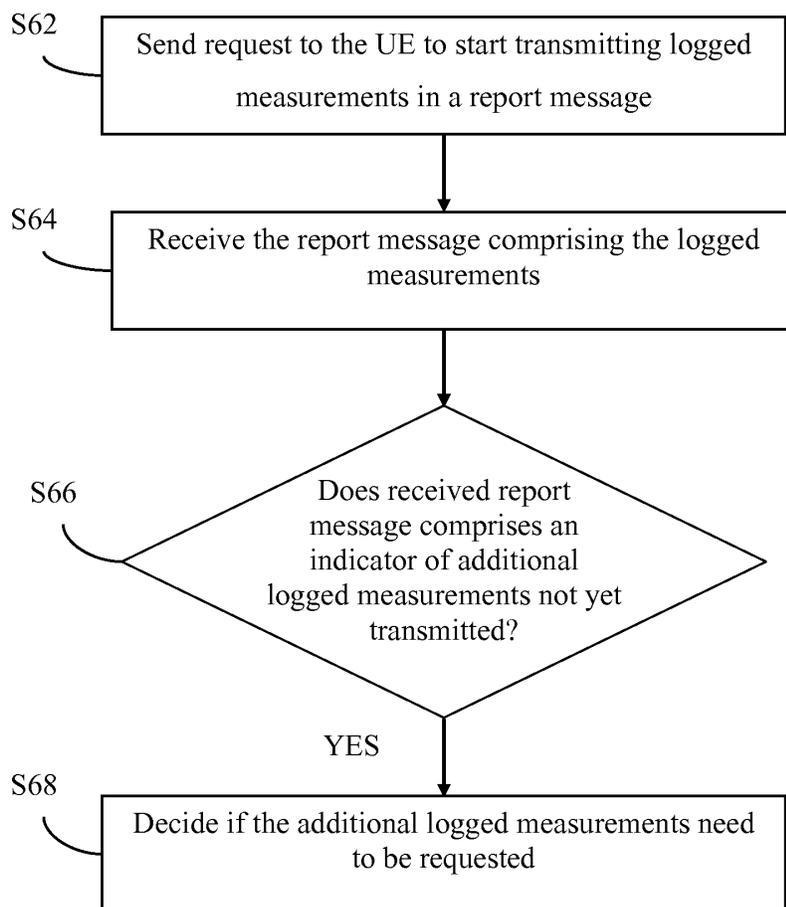 S62
Send request to the UE to start transmitting logged
measurements in a report message
S64
Receive the report message comprising the logged
measurements
S66
Does received report
message comprises an
indicator of additional
logged measurements not yet
transmitted?
YES
S68
Decide if the additional logged measurements need
to be requested